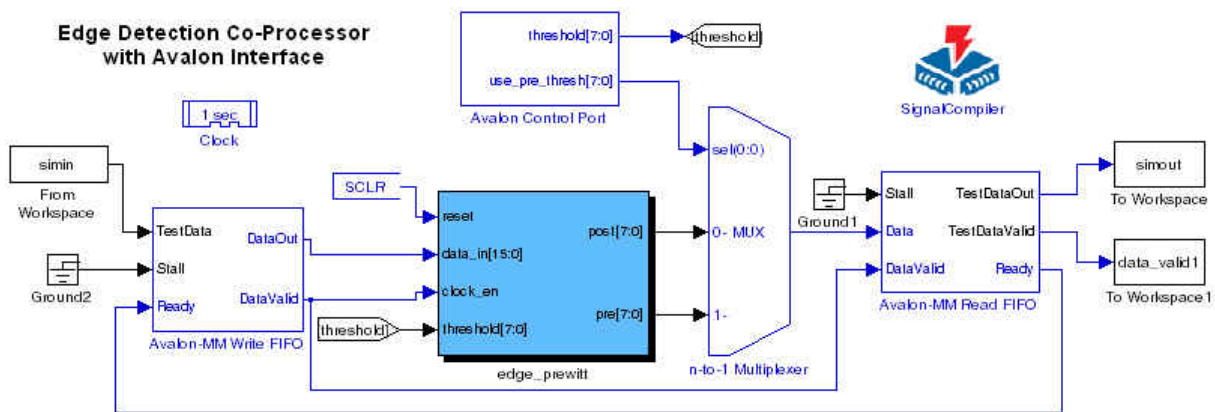 Edge Detection Co-Processor
with Avalon Interface
1 sec
Clock
threshold[7:0]
use_pre_thresh[7:0]
Avalon Control Port
[threshold]
SignalCompiler
simin
From
Workspace
SCLR
TestData
Stall
Ready
DataOut
DataValid
Avalon-MM Write FIFO
Ground2
reset
data_in[15:0]
clock_en
threshold[7:0]
post[7:0]
pre[7:0]
edge_prewitt
[threshold]
sel(0:0)
0- MUX
1-
n-to-1 Multiplexer
Ground1
Stall
Data
DataValid
TestDataOut
TestDataValid
Ready
Avalon-MM Read FIFO
simout
To Workspace
data_valid1
To Workspace1